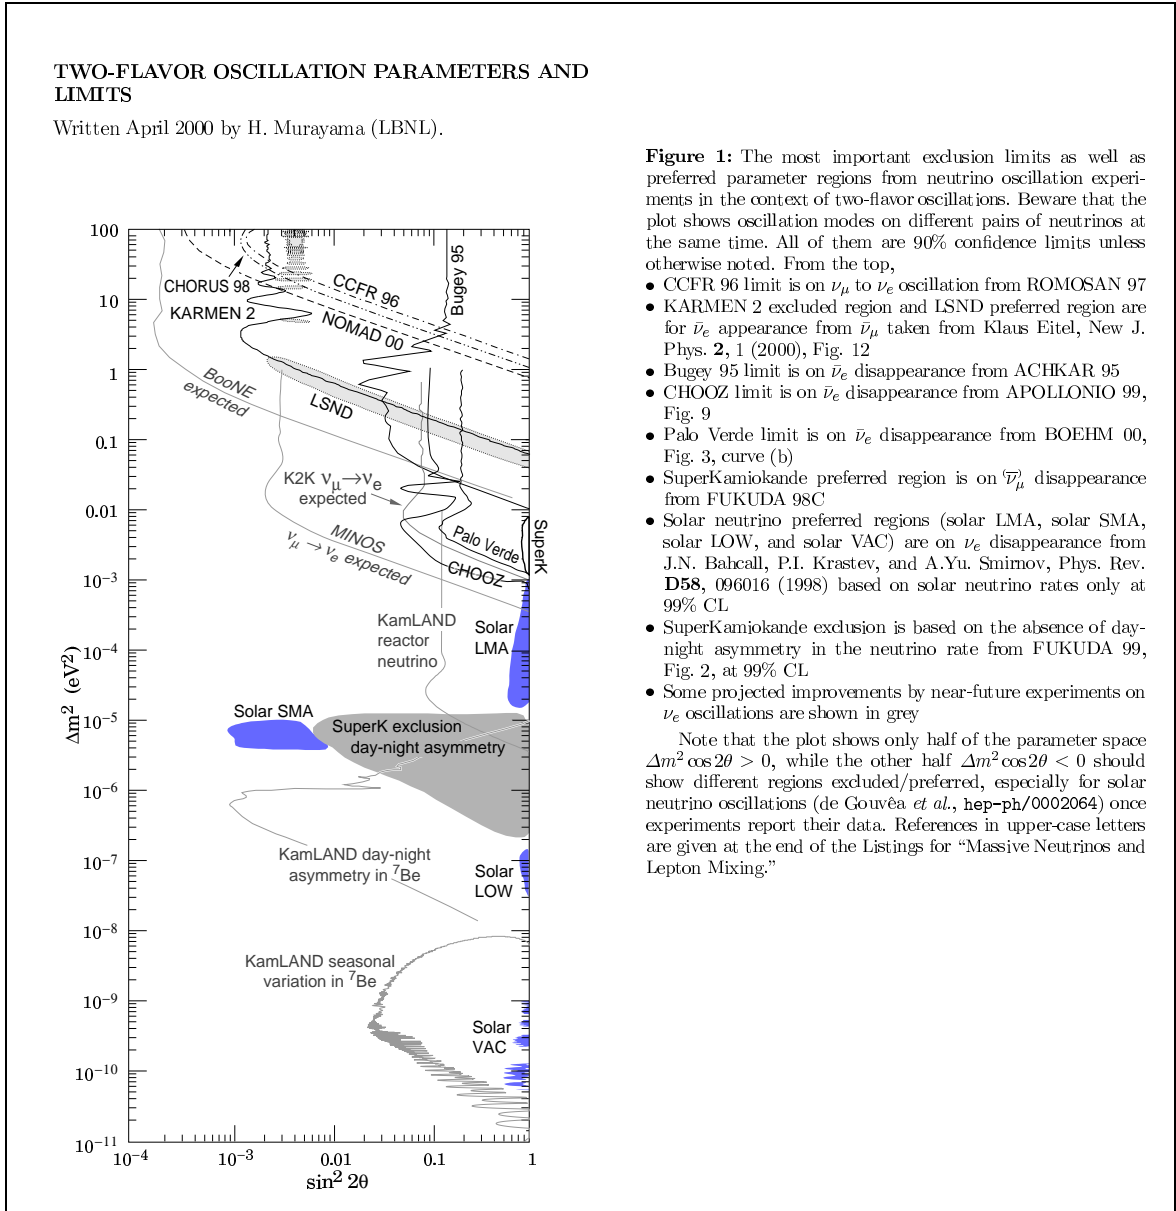 TWO-FLAVOR OSCILLATION PARAMETERS AND
LIMITS
Written April 2000 by H. Murayama (LBNL).
100
10
1
0.1
0.01
10⁻³
10⁻⁴
10⁻⁵
10⁻⁶
10⁻⁷
10⁻⁸
10⁻⁹
10⁻¹⁰
10⁻¹¹
Δm² (eV²)
10⁻⁴
10⁻³
0.01
0.1
1
sin² 2θ
CHORUS 98
CCFR 96
Bugey 95
KARMEN 2
NOMAD 00
BooNE
expected
LSND
K2K νμ→νe
expected
MINOS
νμ → νe expected
Palo Verde
SuperK
CHOOZ
KamLAND
reactor
neutrino
Solar
LMA
Solar SMA
SuperK exclusion
day-night asymmetry
KamLAND day-night
asymmetry in ⁷Be
Solar
LOW
KamLAND seasonal
variation in ⁷Be
Solar
VAC
Figure 1: The most important exclusion limits as well as
preferred parameter regions from neutrino oscillation experi-
ments in the context of two-flavor oscillations. Beware that the
plot shows oscillation modes on different pairs of neutrinos at
the same time. All of them are 90% confidence limits unless
otherwise noted. From the top,
• CCFR 96 limit is on νμ to νe oscillation from ROMOSAN 97
• KARMEN 2 excluded region and LSND preferred region are
for ν̄e appearance from ν̄μ taken from Klaus Eitel, New J.
Phys. 2, 1 (2000), Fig. 12
• Bugey 95 limit is on ν̄e disappearance from ACHKAR 95
• CHOOZ limit is on ν̄e disappearance from APOLLONIO 99,
Fig. 9
• Palo Verde limit is on ν̄e disappearance from BOEHM 00,
Fig. 3, curve (b)
• SuperKamiokande preferred region is on (ν̄)μ disappearance
from FUKUDA 98C
• Solar neutrino preferred regions (solar LMA, solar SMA,
solar LOW, and solar VAC) are on νe disappearance from
J.N. Bahcall, P.I. Krastev, and A.Yu. Smirnov, Phys. Rev.
D58, 096016 (1998) based on solar neutrino rates only at
99% CL
• SuperKamiokande exclusion is based on the absence of day-
night asymmetry in the neutrino rate from FUKUDA 99,
Fig. 2, at 99% CL
• Some projected improvements by near-future experiments on
νe oscillations are shown in grey
Note that the plot shows only half of the parameter space
Δm² cos 2θ > 0, while the other half Δm² cos 2θ < 0 should
show different regions excluded/preferred, especially for solar
neutrino oscillations (de Gouvêa et al., hep-ph/0002064) once
experiments report their data. References in upper-case letters
are given at the end of the Listings for “Massive Neutrinos and
Lepton Mixing.”